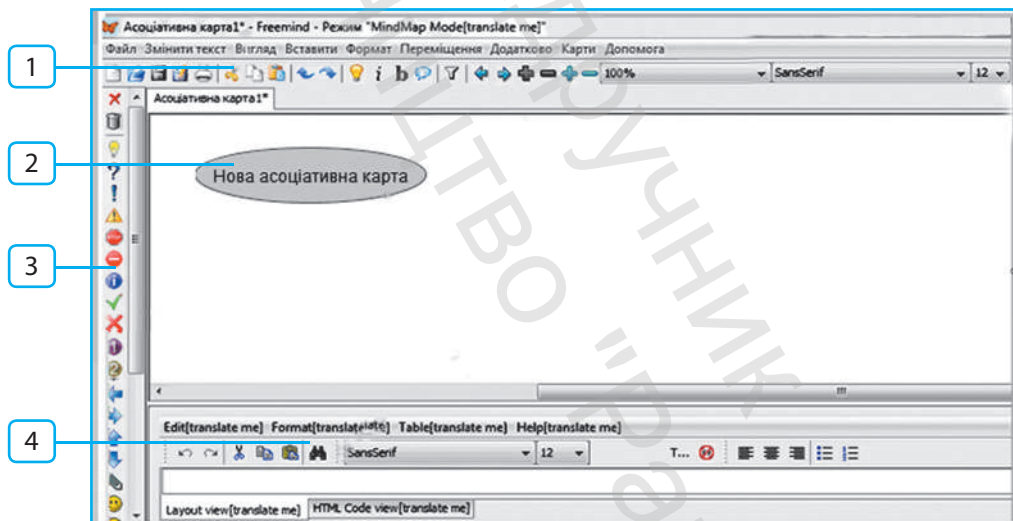 Асоціативна карта1* - Freemind - Режим "MindMap Mode[translate me]"
Файл Змінити текст Вигляд Вставити Формат Переміщення Додатково Карти Допомога
1
100% SansSerif 12
Асоціативна карта1*
2
Нова асоціативна карта
3
4
Edit[translate me] Format[translate me] Table[translate me] Help[translate me]
SansSerif 12 T...
Layout view[translate me] HTML Code view[translate me]